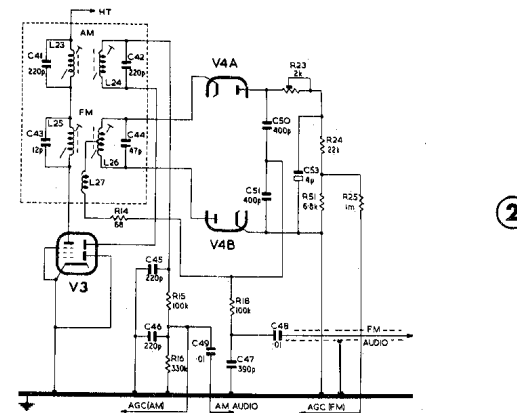 HT
AM
L23
C41
220p
C42
220p
L24
FM
L25
C43
12p
C44
47p
L26
L27
R14
68
V3
V4A
V4B
R23
2k
C50
400p
C51
400p
C53
4µ
R24
22k
R51
6·8k
R25
1m
C45
220p
R15
100k
C46
220p
R16
330k
C49
·01
R18
100k
C48
·01
C47
390p
FM
AUDIO
AGC(AM)
AM AUDIO
AGC (FM)
2